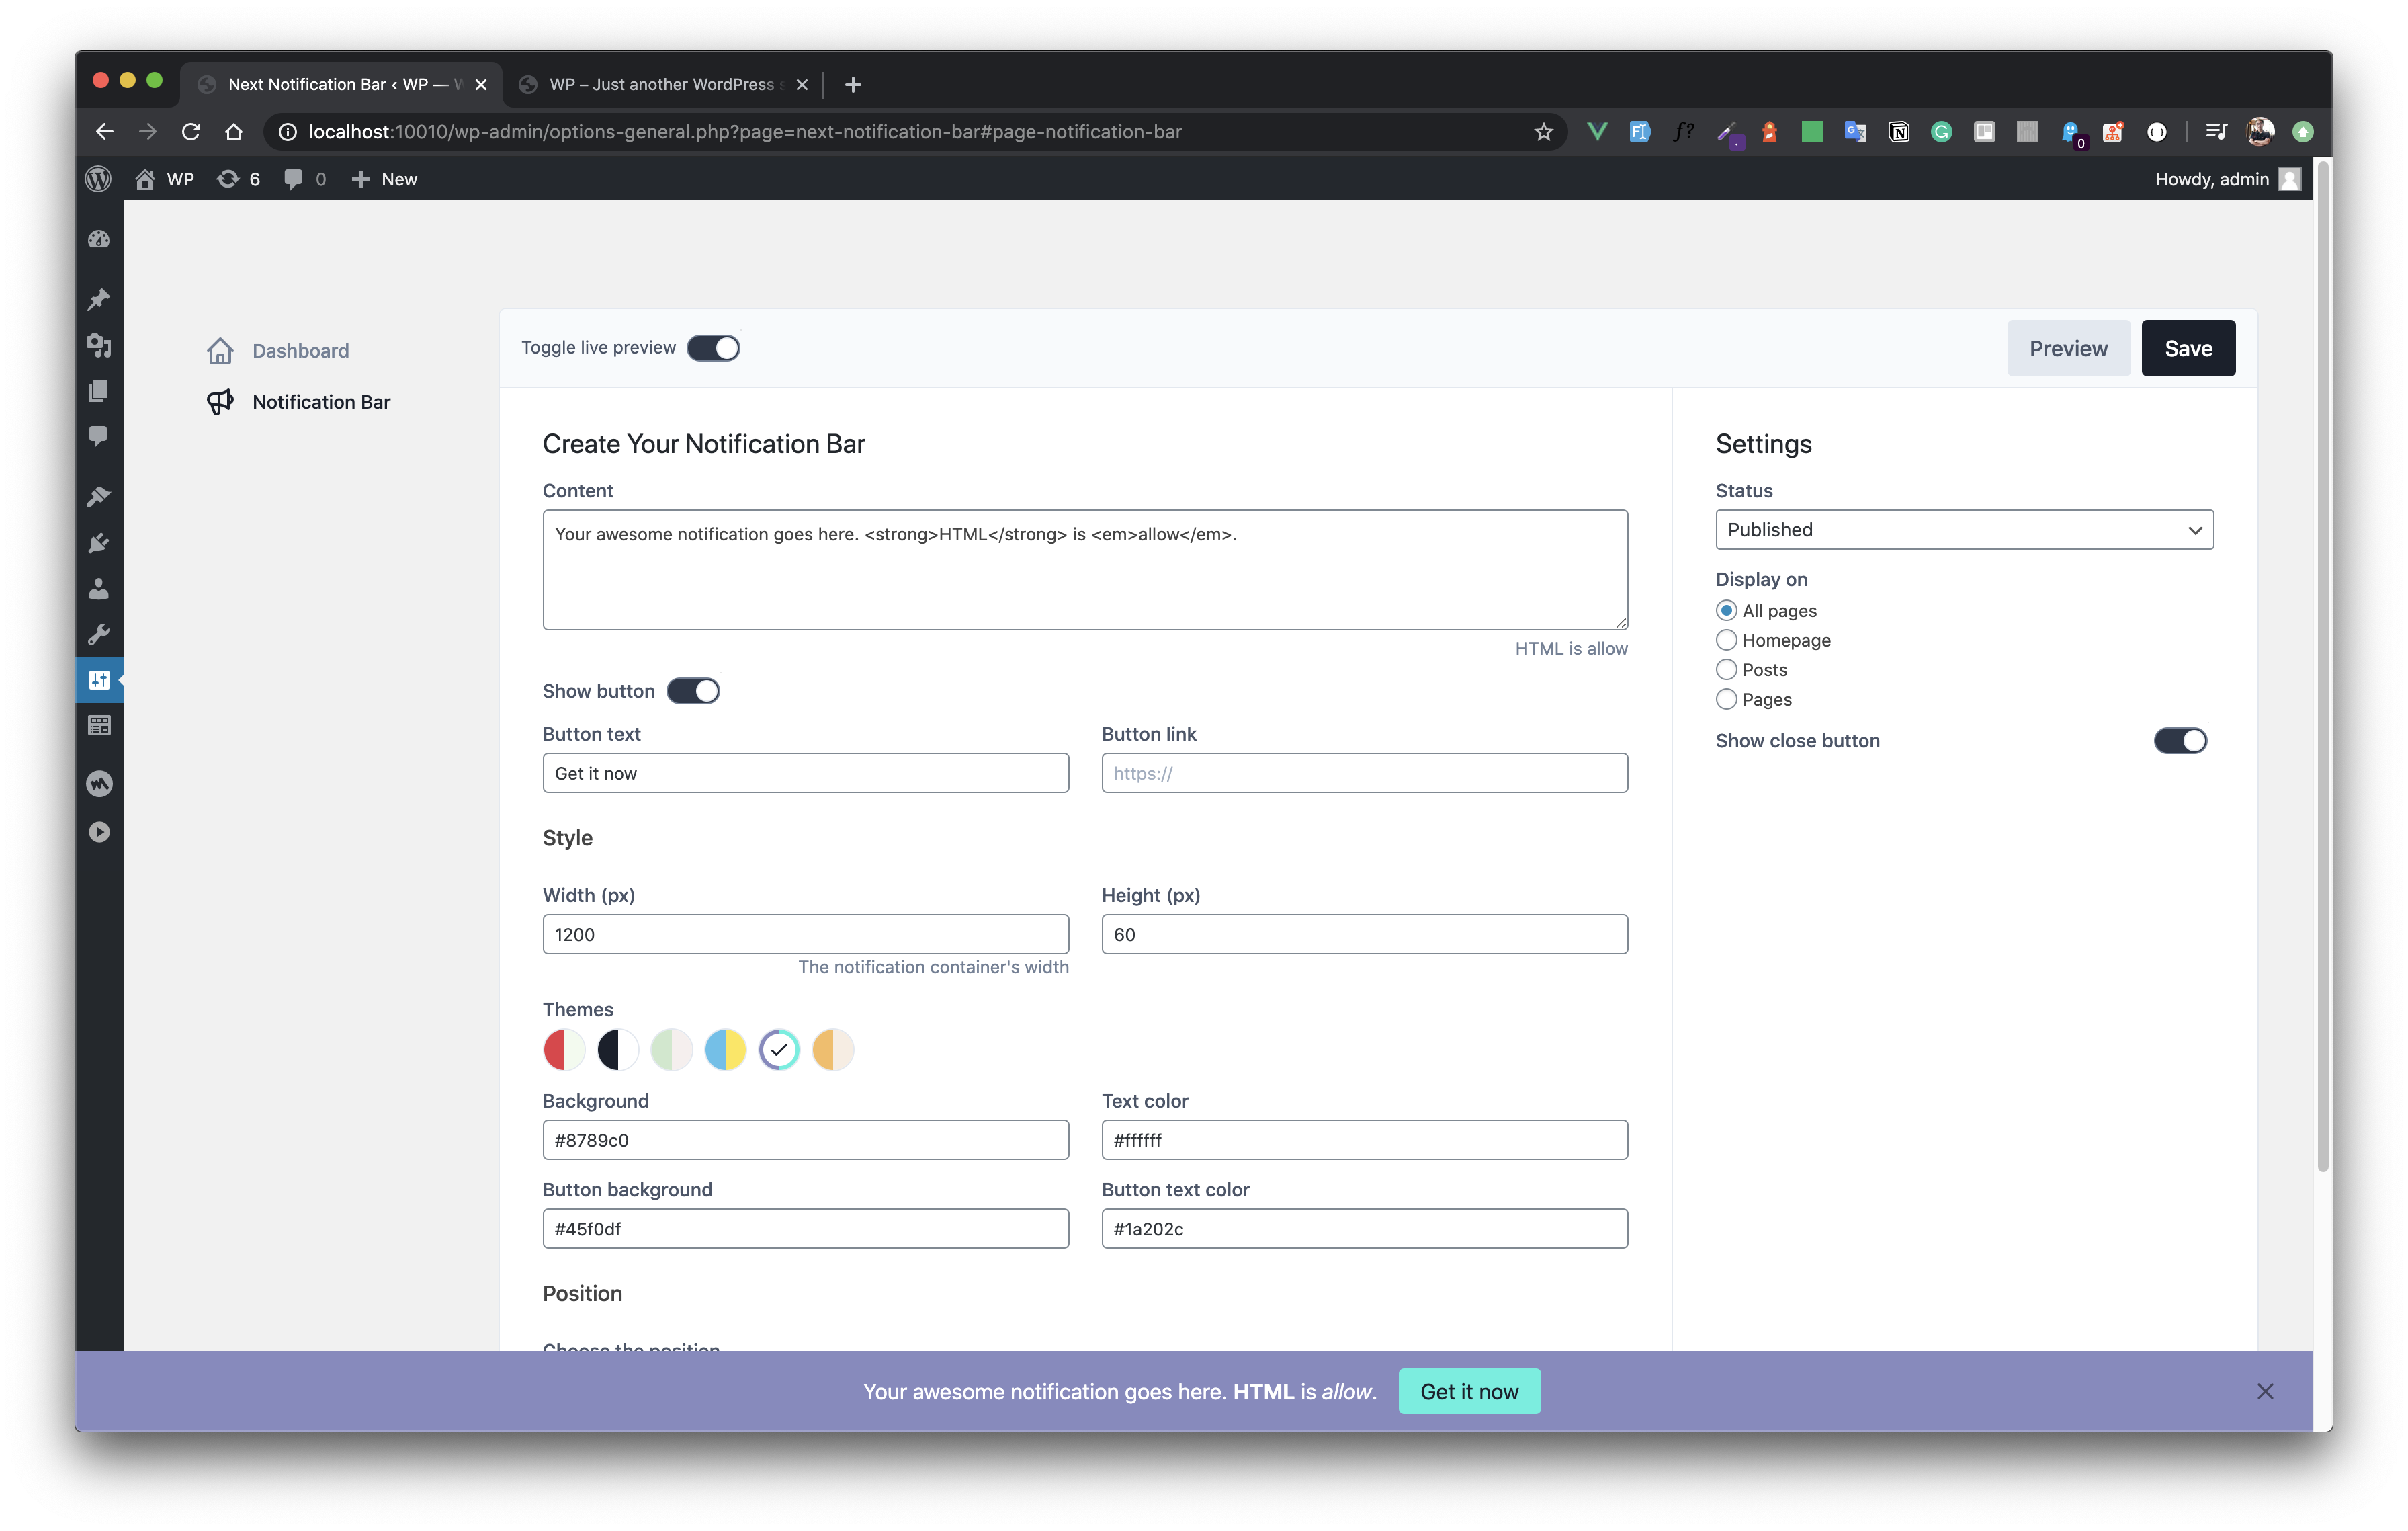 Next Notification Bar ‹ WP — W
WP – Just another WordPress s
localhost:10010/wp-admin/options-general.php?page=next-notification-bar#page-notification-bar
WP 6 0 New
Howdy, admin
Dashboard
Notification Bar
Toggle live preview
Preview
Save
Create Your Notification Bar
Content
Your awesome notification goes here. <strong>HTML</strong> is <em>allow</em>.
HTML is allow
Show button
Button text
Button link
Get it now
https://
Style
Width (px)
Height (px)
1200
60
The notification container's width
Themes
Background
Text color
#8789c0
#ffffff
Button background
Button text color
#45f0df
#1a202c
Position
Choose the position
Settings
Status
Published
Display on
All pages
Homepage
Posts
Pages
Show close button
Your awesome notification goes here. HTML is allow.
Get it now